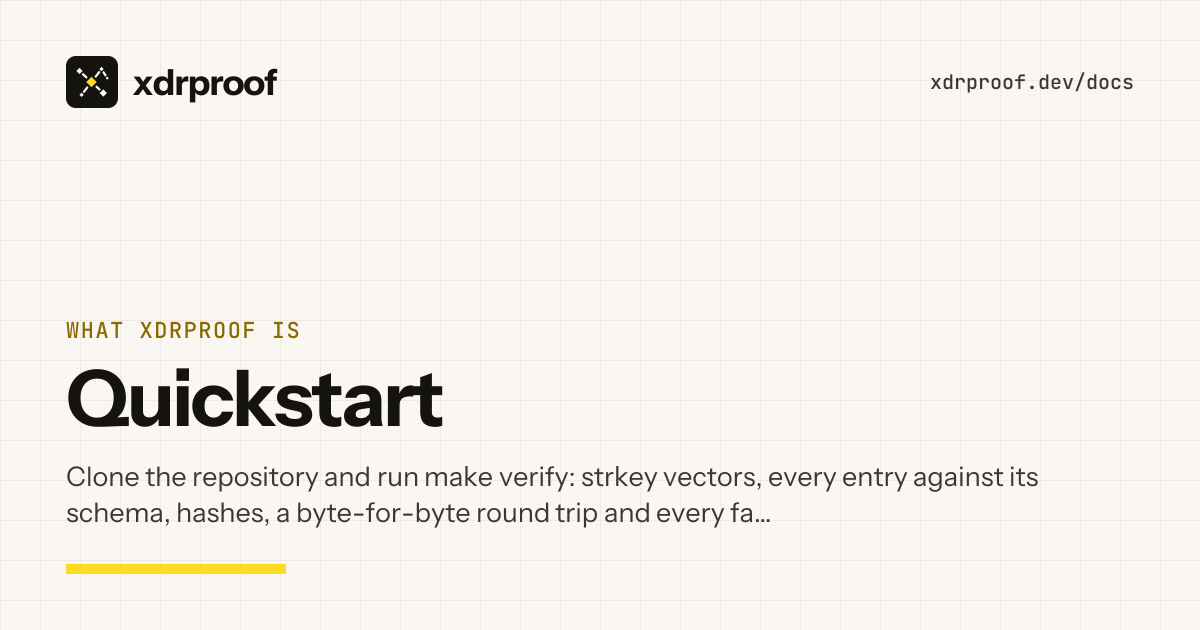 xdrproof
xdrproof.dev/docs
WHAT XDRPROOF IS
Quickstart
Clone the repository and run make verify: strkey vectors, every entry against its
schema, hashes, a byte-for-byte round trip and every fa...